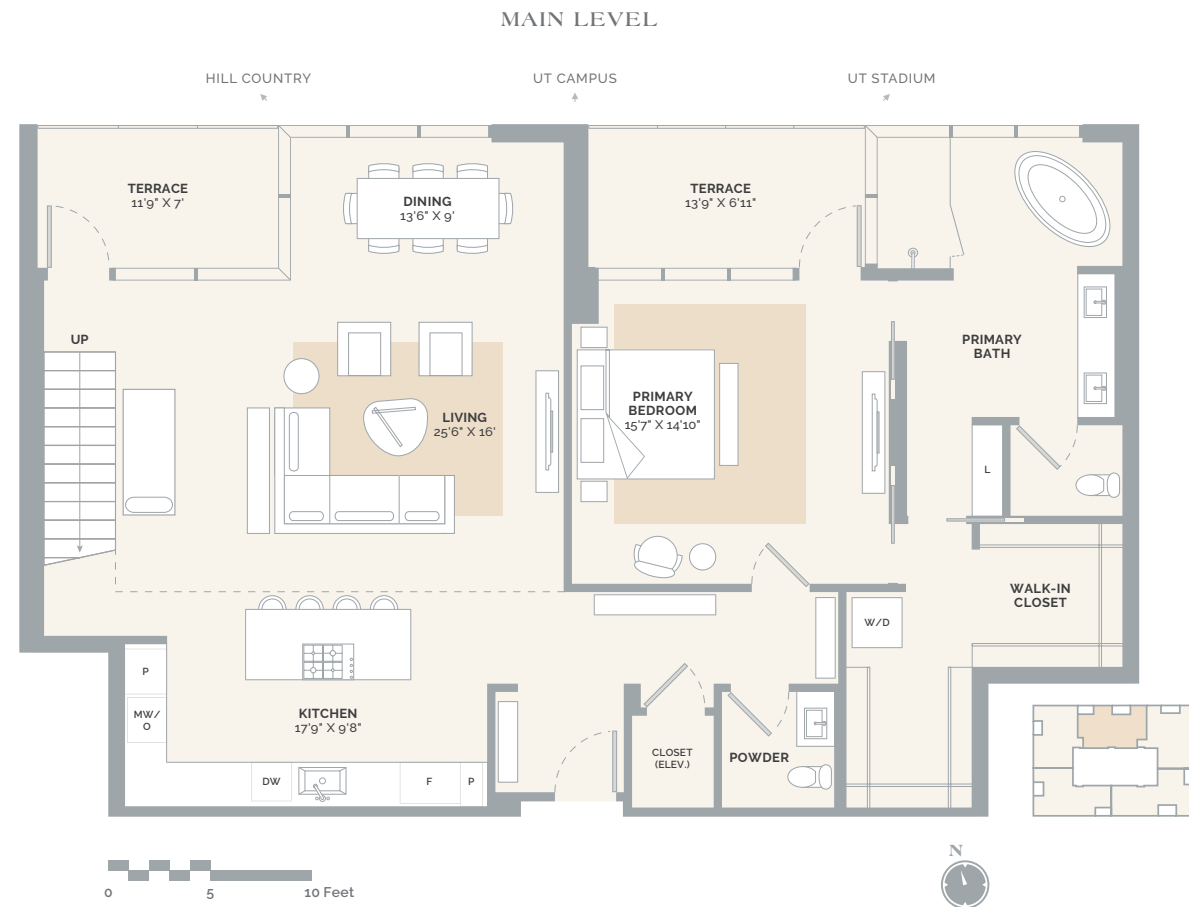 MAIN LEVEL
HILL COUNTRY
UT CAMPUS
UT STADIUM
TERRACE
11'9" X 7'
DINING
13'6" X 9'
TERRACE
13'9" X 6'11"
UP
PRIMARY
BATH
LIVING
25'6" X 16'
PRIMARY
BEDROOM
15'7" X 14'10"
L
WALK-IN
CLOSET
W/D
P
MW/
O
KITCHEN
17'9" X 9'8"
CLOSET
(ELEV.)
POWDER
DW
F
P
0
5
10 Feet
N